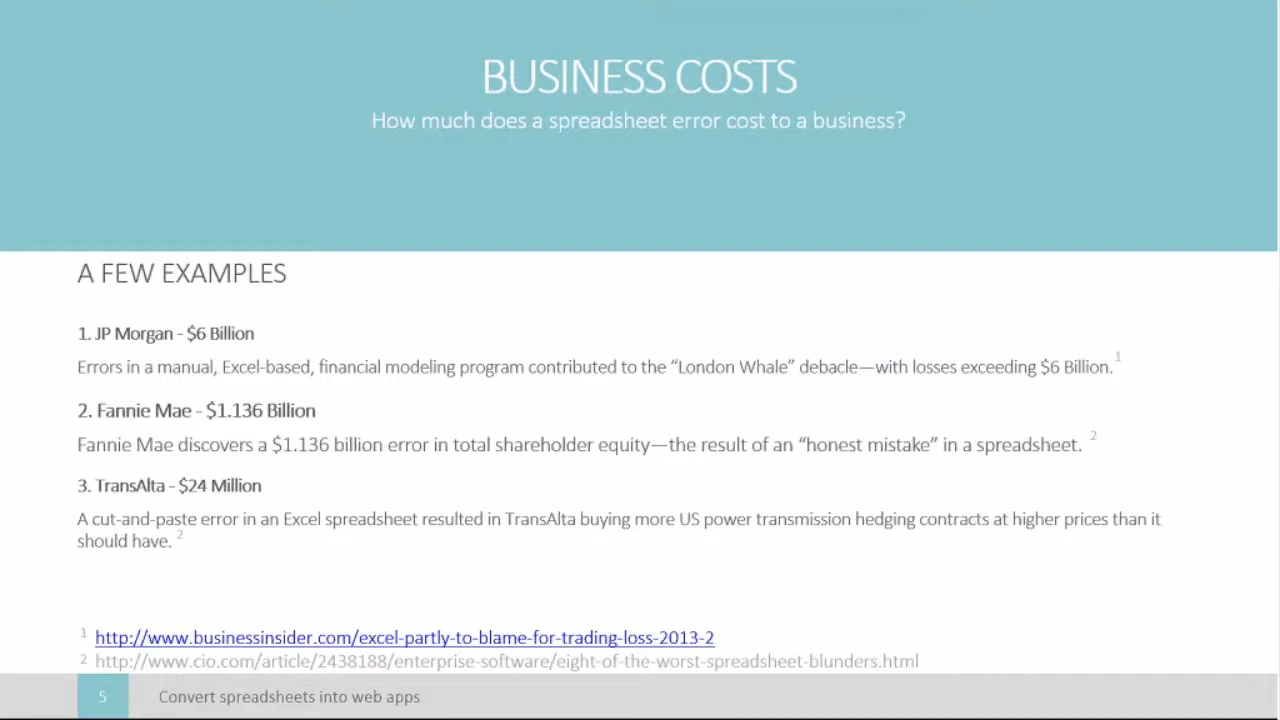 BUSINESS COSTS
How much does a spreadsheet error cost to a business?
A FEW EXAMPLES
1. JP Morgan - $6 Billion
Errors in a manual, Excel-based, financial modeling program contributed to the “London Whale” debacle—with losses exceeding $6 Billion. 1
2. Fannie Mae - $1.136 Billion
Fannie Mae discovers a $1.136 billion error in total shareholder equity—the result of an “honest mistake” in a spreadsheet. 2
3. TransAlta - $24 Million
A cut-and-paste error in an Excel spreadsheet resulted in TransAlta buying more US power transmission hedging contracts at higher prices than it
should have. 2
1 http://www.businessinsider.com/excel-partly-to-blame-for-trading-loss-2013-2
2 http://www.cio.com/article/2438188/enterprise-software/eight-of-the-worst-spreadsheet-blunders.html
5 Convert spreadsheets into web apps